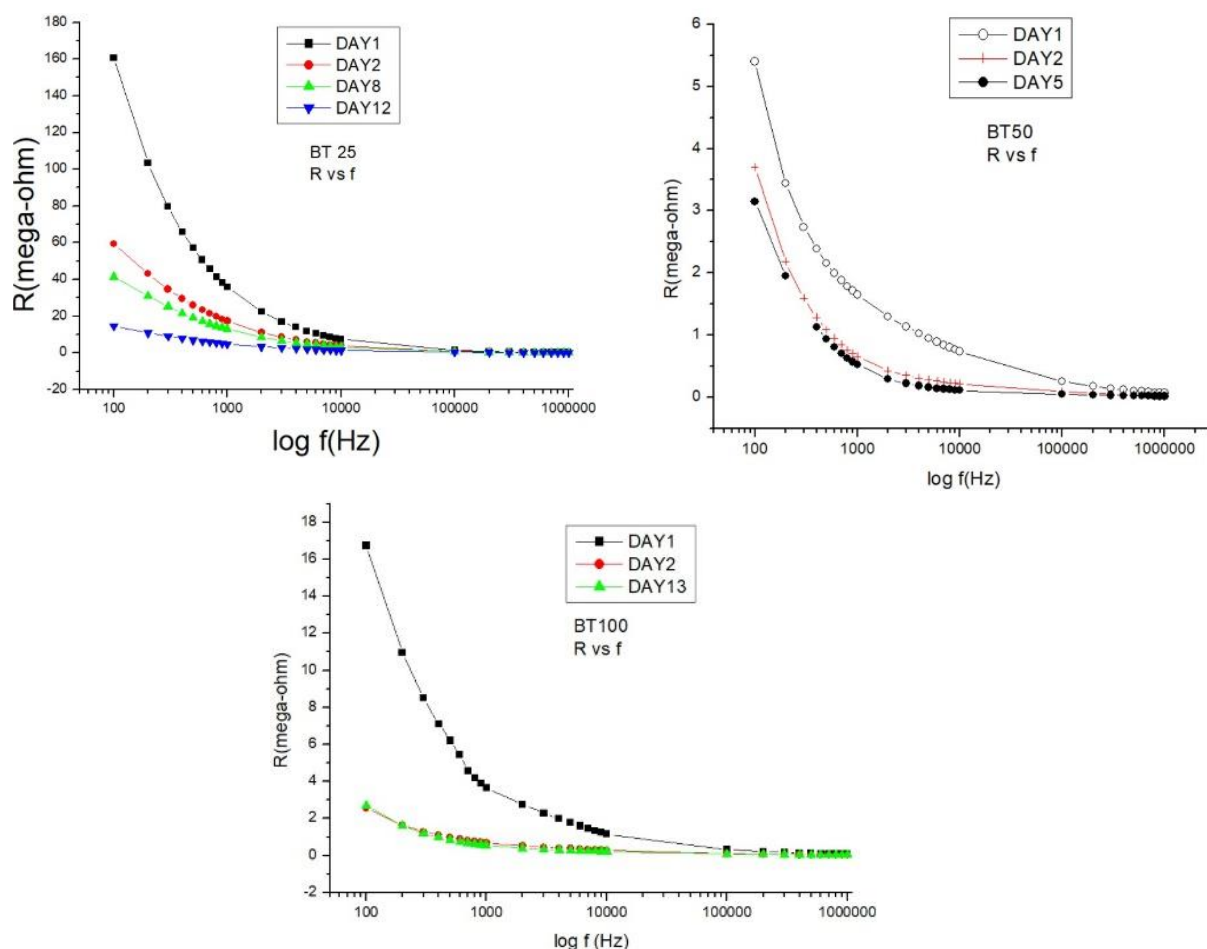 180
160
140
120
100
80
60
40
20
0
-20
R(mega-ohm)
DAY1
DAY2
DAY8
DAY12
BT 25
R vs f
100 1000 10000 100000 1000000
log f(Hz)
6
5
4
3
2
1
0
R(mega-ohm)
DAY1
DAY2
DAY5
BT50
R vs f
100 1000 10000 100000 1000000
log f(Hz)
18
16
14
12
10
8
6
4
2
0
-2
R(mega-ohm)
DAY1
DAY2
DAY13
BT100
R vs f
100 1000 10000 100000 1000000
log f (Hz)